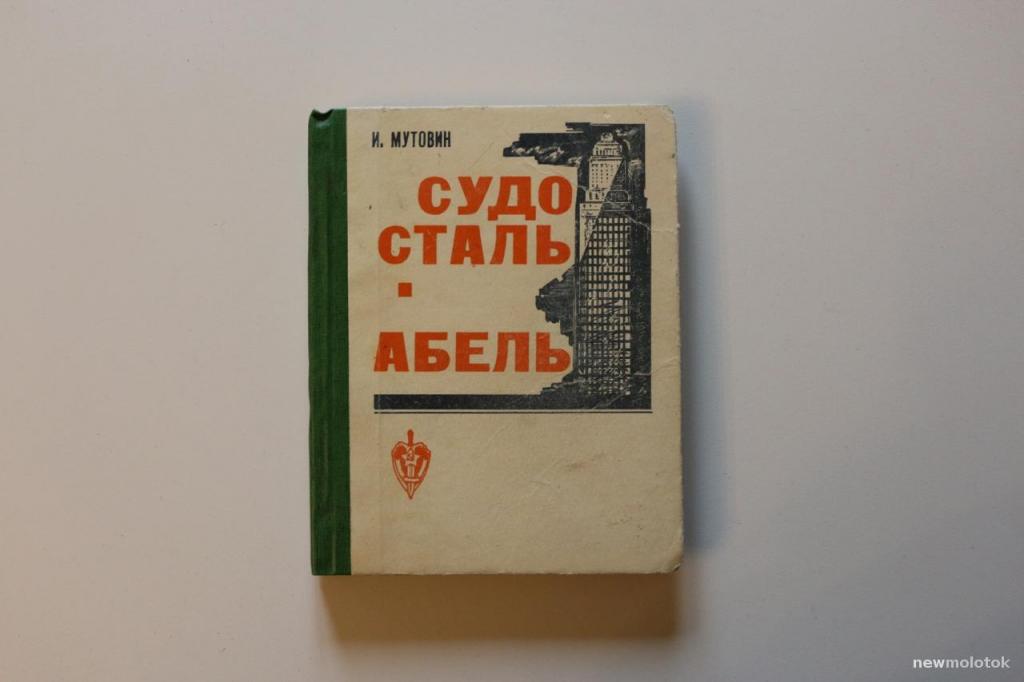 И. МУТОВИН
СУДО
СТАЛЬ
▪
АБЕЛЬ
newmolotok